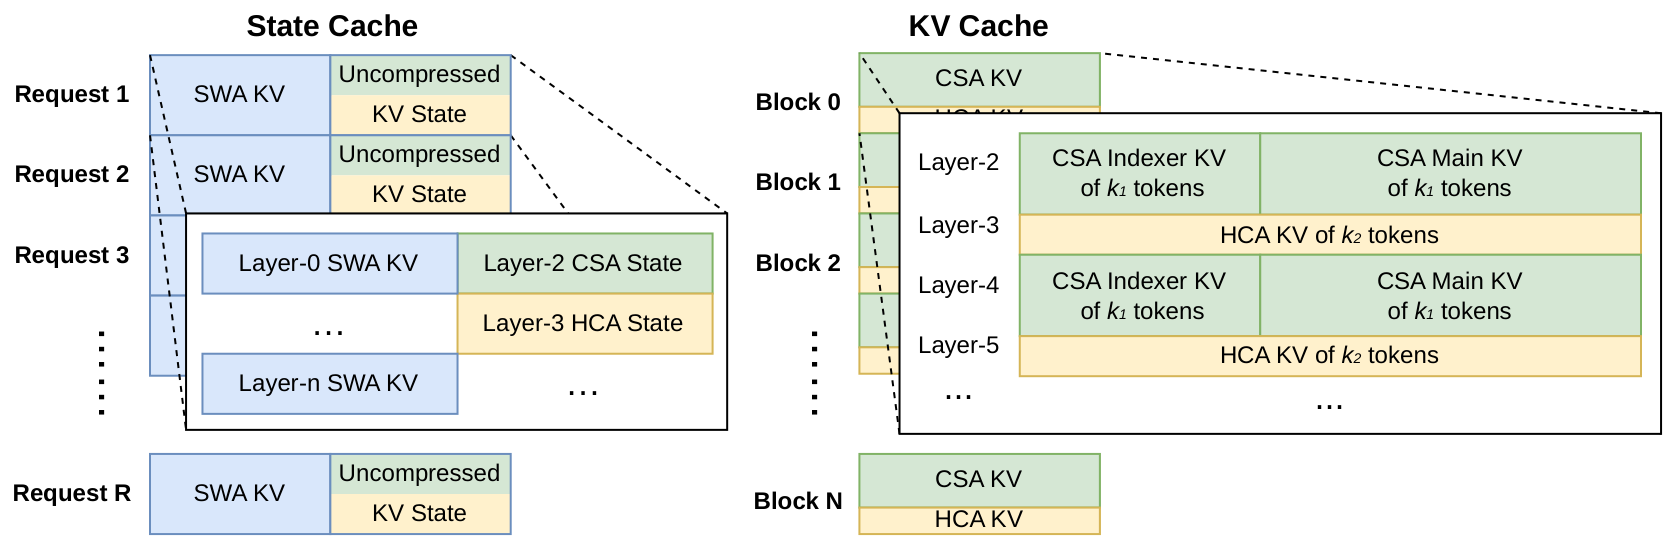 State Cache
Request 1
SWA KV
Uncompressed
KV State
Request 2
SWA KV
Uncompressed
KV State
Request 3
Layer-0 SWA KV
Layer-2 CSA State
...
Layer-3 HCA State
Layer-n SWA KV
...
Request R
SWA KV
Uncompressed
KV State
KV Cache
Block 0
CSA KV
HCA KV
Block 1
Block 2
Layer-2
CSA Indexer KV
of k1 tokens
CSA Main KV
of k1 tokens
Layer-3
HCA KV of k2 tokens
Layer-4
CSA Indexer KV
of k1 tokens
CSA Main KV
of k1 tokens
Layer-5
HCA KV of k2 tokens
...
...
Block N
CSA KV
HCA KV